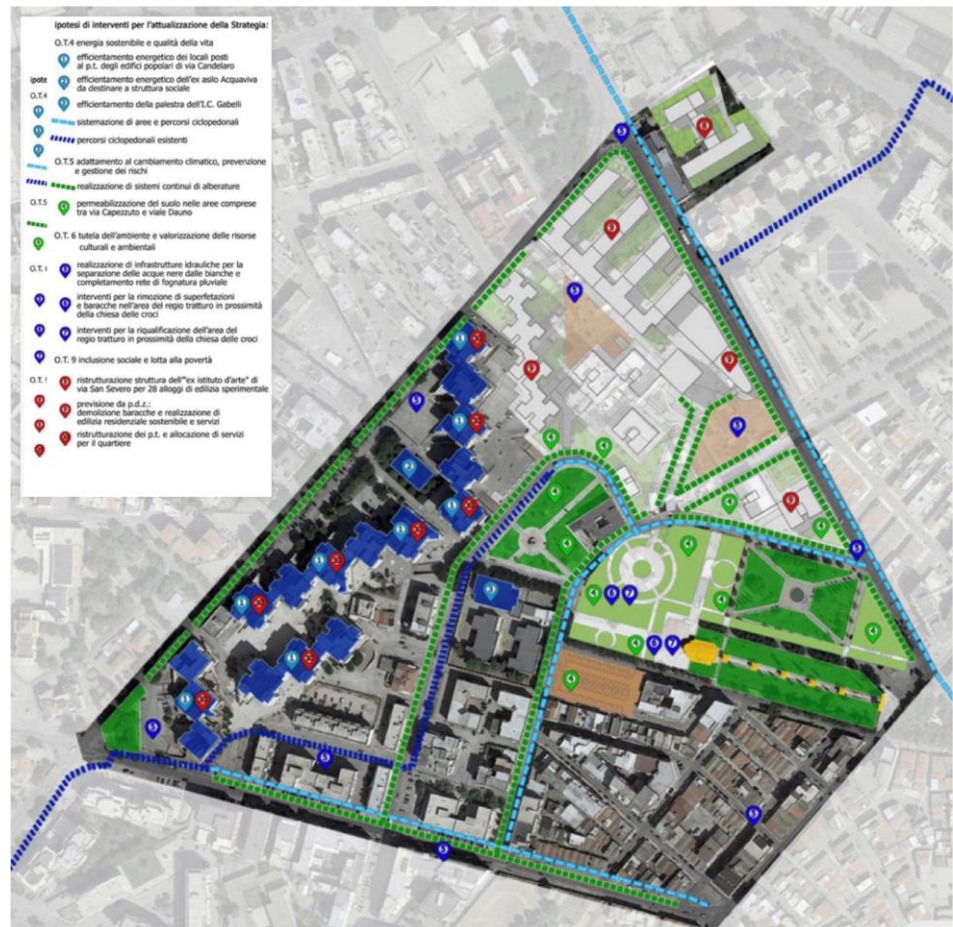 ipotesi di interventi per l'attualizzazione della Strategia:
O.T.4 energia sostenibile e qualità della vita
efficientamento energetico dei locali posti
al p.t. degli edifici popolari di via Candelaro
efficientamento energetico dell'ex asilo Acquaviva
da destinare a struttura sociale
efficientamento della palestra dell'I.C. Gabelli
sistemazione di aree e percorsi ciclopedonali
percorsi ciclopedonali esistenti
O.T.5 adattamento al cambiamento climatico, prevenzione
e gestione dei rischi
realizzazione di sistemi continui di alberature
permeabilizzazione del suolo nelle aree comprese
tra via Capezzuto e viale Dauno
O.T. 6 tutela dell'ambiente e valorizzazione delle risorse
culturali e ambientali
realizzazione di infrastrutture idrauliche per la
separazione delle acque nere dalle bianche e
completamento rete di fognatura pluviale
interventi per la rimozione di superfetazioni
e baracche nell'area del regio tratturo in prossimità
della chiesa delle croci
interventi per la riqualificazione dell'area del
regio tratturo in prossimità della chiesa delle croci
O.T. 9 inclusione sociale e lotta alla povertà
ristrutturazione struttura dell'"ex istituto d'arte" di
via San Severo per 28 alloggi di edilizia sperimentale
previsione da p.d.z.:
demolizione baracche e realizzazione di
edilizia residenziale sostenibile e servizi
ristrutturazione dei p.t. e allocazione di servizi
per il quartiere
ipote
O.T.4
O.T.5